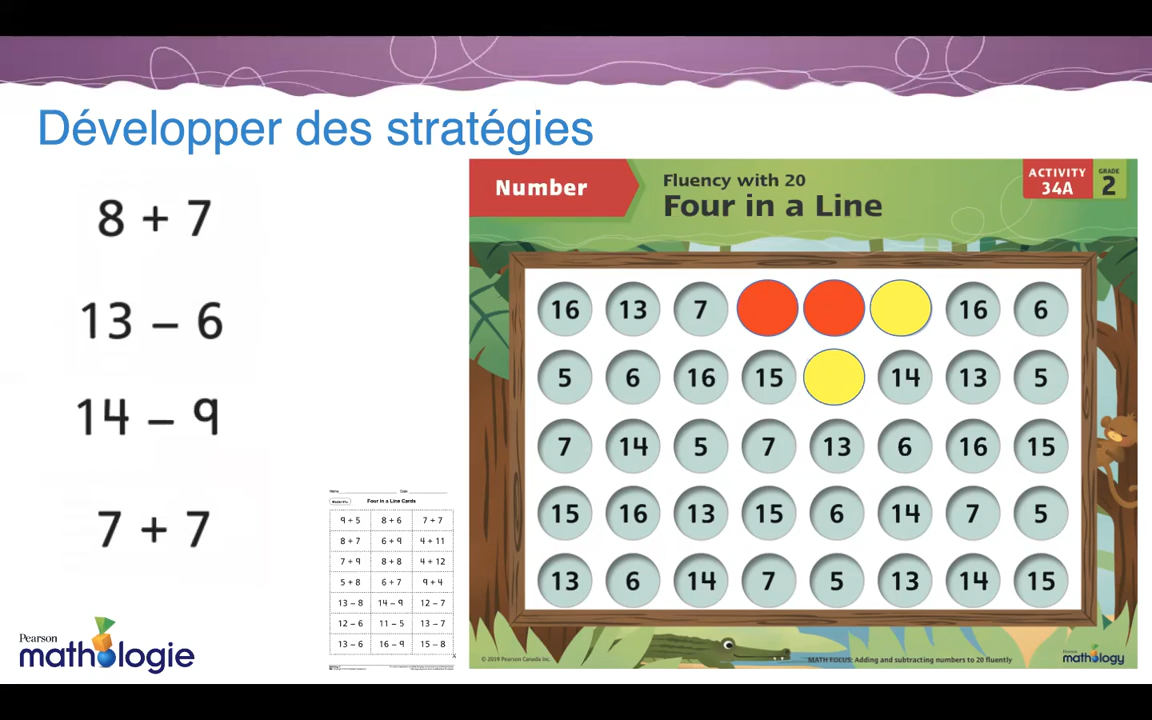 Développer des stratégies
8 + 7
13 – 6
14 – 9
7 + 7
Pearson
mathologie
Name
Date
Four in a Line Cards
9 + 5 8 + 6 7 + 7
8 + 7 6 + 9 4 + 11
7 + 9 8 + 8 4 + 12
5 + 8 6 + 7 9 + 4
13 – 8 14 – 9 12 – 7
12 – 6 11 – 5 13 – 7
13 – 6 16 – 9 15 – 8
Number
Fluency with 20
Four in a Line
ACTIVITY
34A
GRADE
2
16 13 7 16 6
5 6 16 15 14 13 5
7 14 5 7 13 6 16 15
15 16 13 15 6 14 7 5
13 6 14 7 5 13 14 15
© 2019 Pearson Canada Inc.
MATH FOCUS: Adding and subtracting numbers to 20 fluently
Pearson
mathology